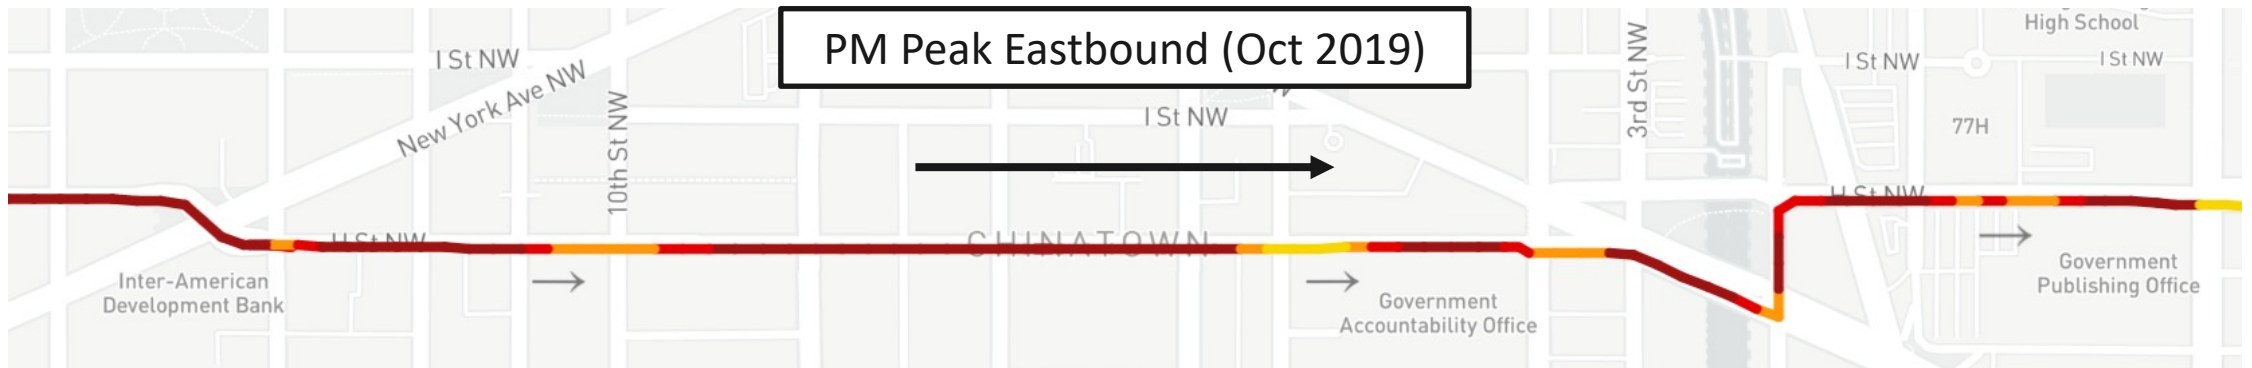 PM Peak Eastbound (Oct 2019)
High School
I St NW
3rd St NW
I St NW
I St NW
New York Ave NW
10th St NW
I St NW
77H
H St NW
H St NW
CHINATOWN
Inter-American
Development Bank
Government
Accountability Office
Government
Publishing Office